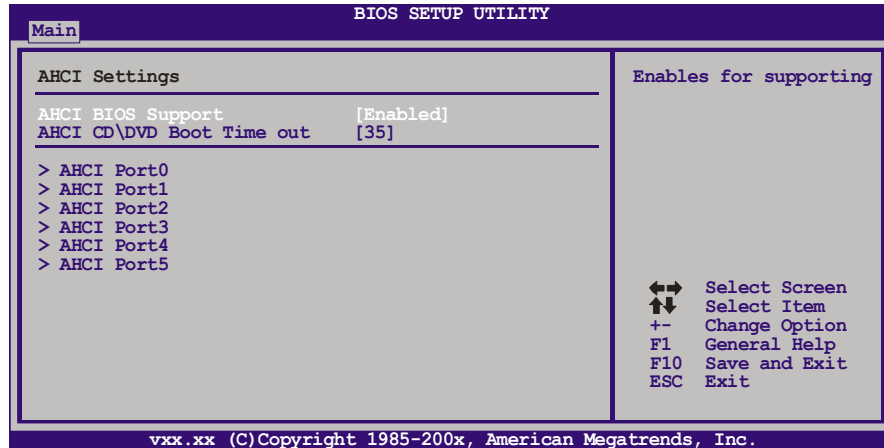 BIOS SETUP UTILITY
Main
AHCI Settings
AHCI BIOS Support [Enabled]
AHCI CD\DVD Boot Time out [35]
> AHCI Port0
> AHCI Port1
> AHCI Port2
> AHCI Port3
> AHCI Port4
> AHCI Port5
Enables for supporting
Select Screen
Select Item
+- Change Option
F1 General Help
F10 Save and Exit
ESC Exit
vxx.xx (C)Copyright 1985-200x, American Megatrends, Inc.